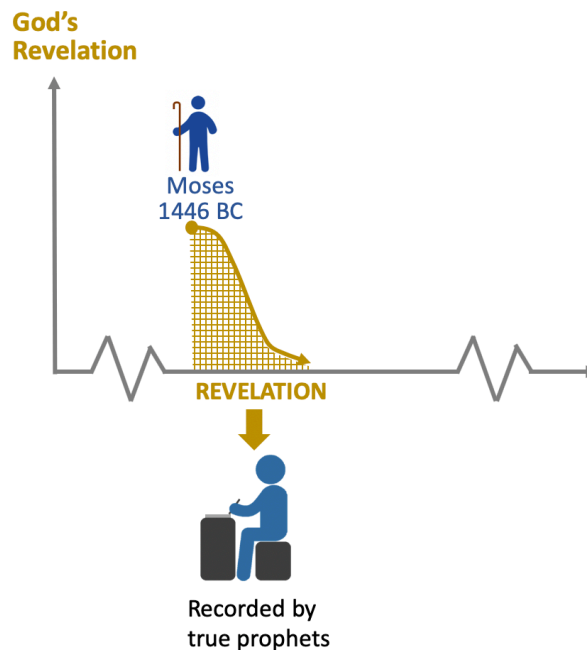 God’s
Revelation
Moses
1446 BC
REVELATION
Recorded by
true prophets